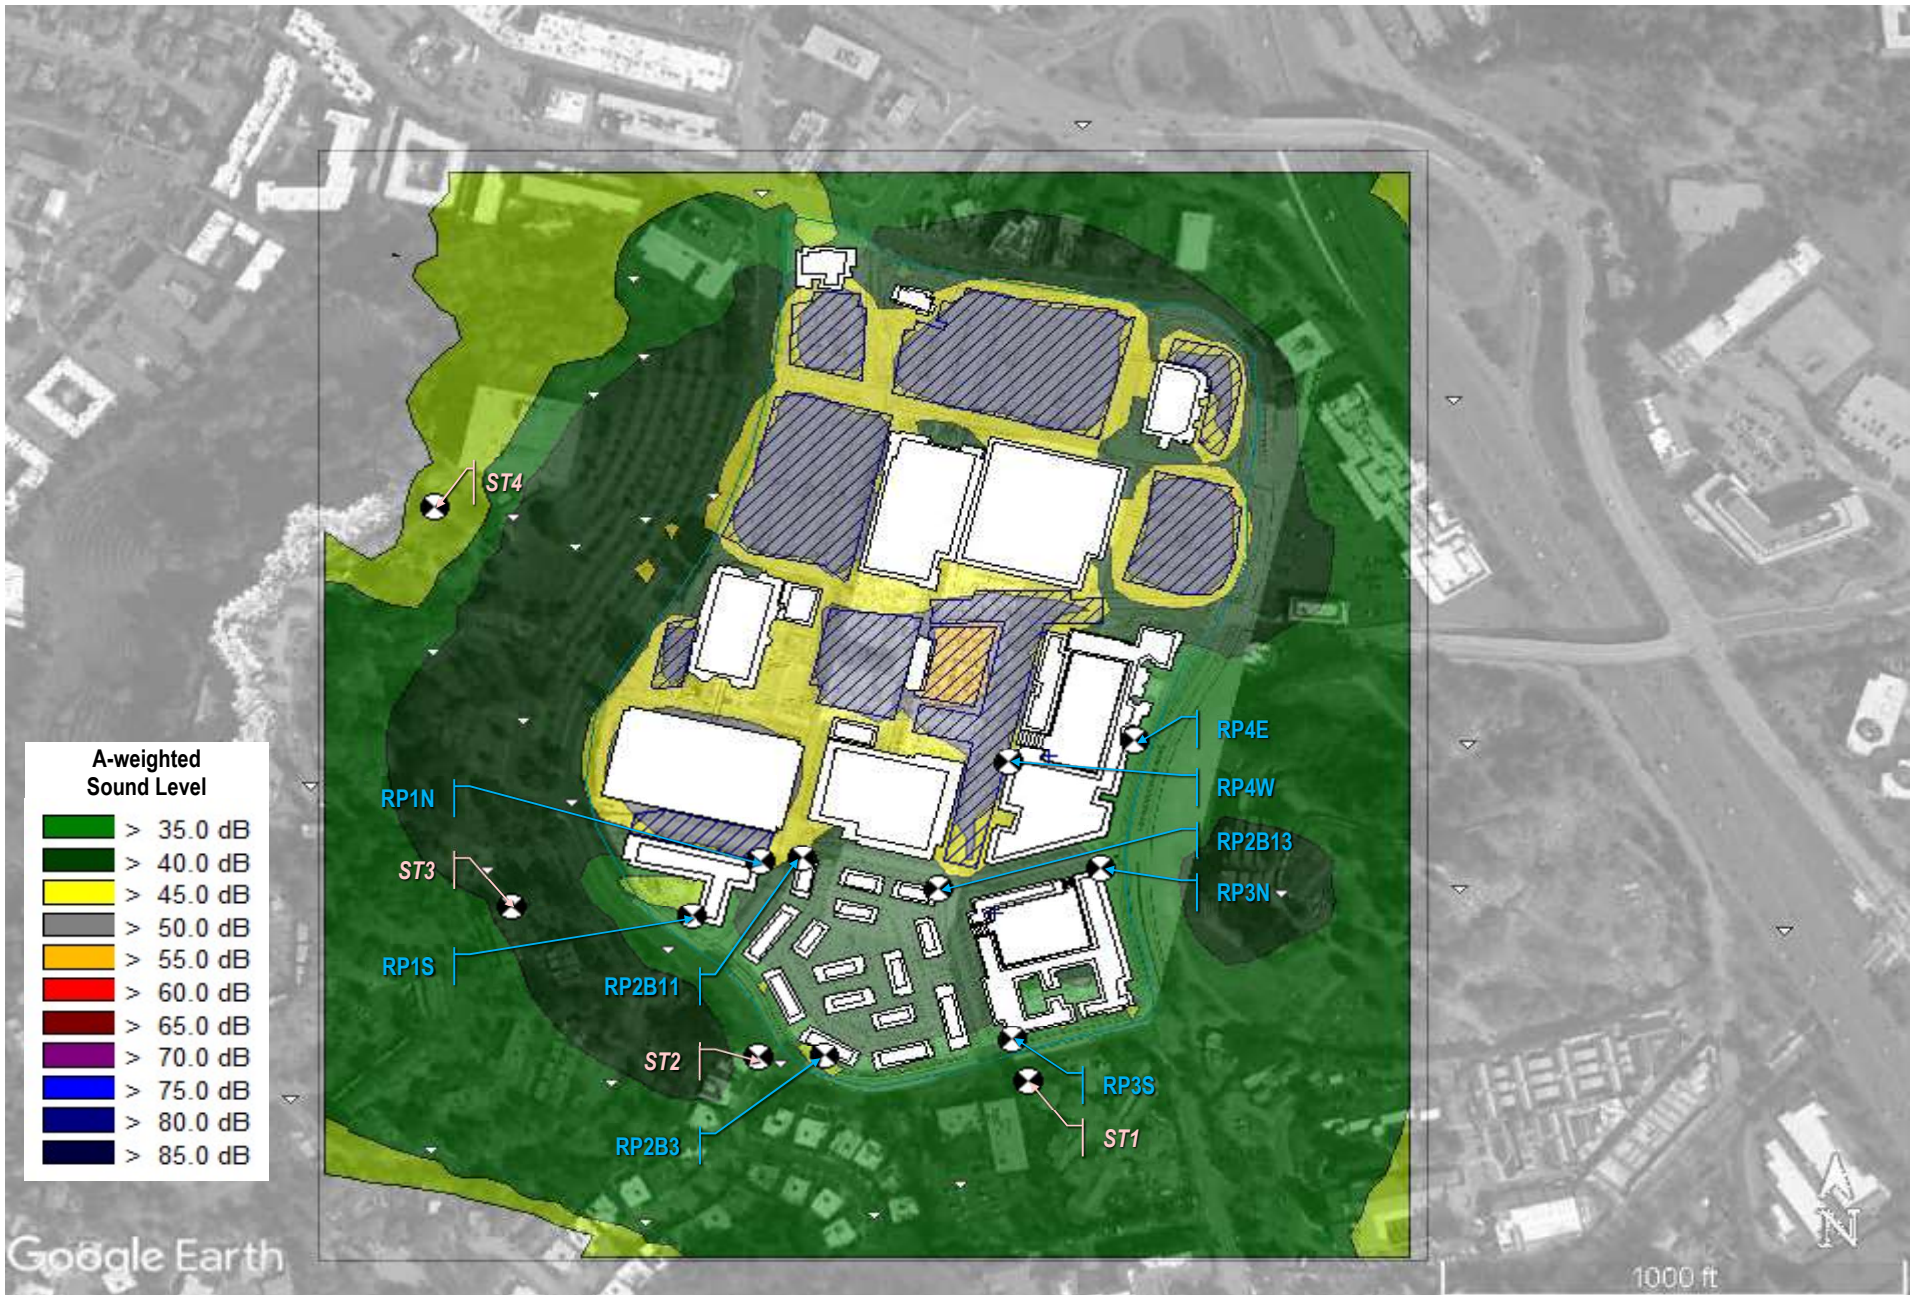 ST4
RP4E
A-weighted
Sound Level
> 35.0 dB
> 40.0 dB
> 45.0 dB
> 50.0 dB
> 55.0 dB
> 60.0 dB
> 65.0 dB
> 70.0 dB
> 75.0 dB
> 80.0 dB
> 85.0 dB
RP1N
RP4W
RP2B13
ST3
RP3N
RP1S
RP2B11
ST2
RP3S
RP2B3
ST1
N
Google Earth
1000 ft